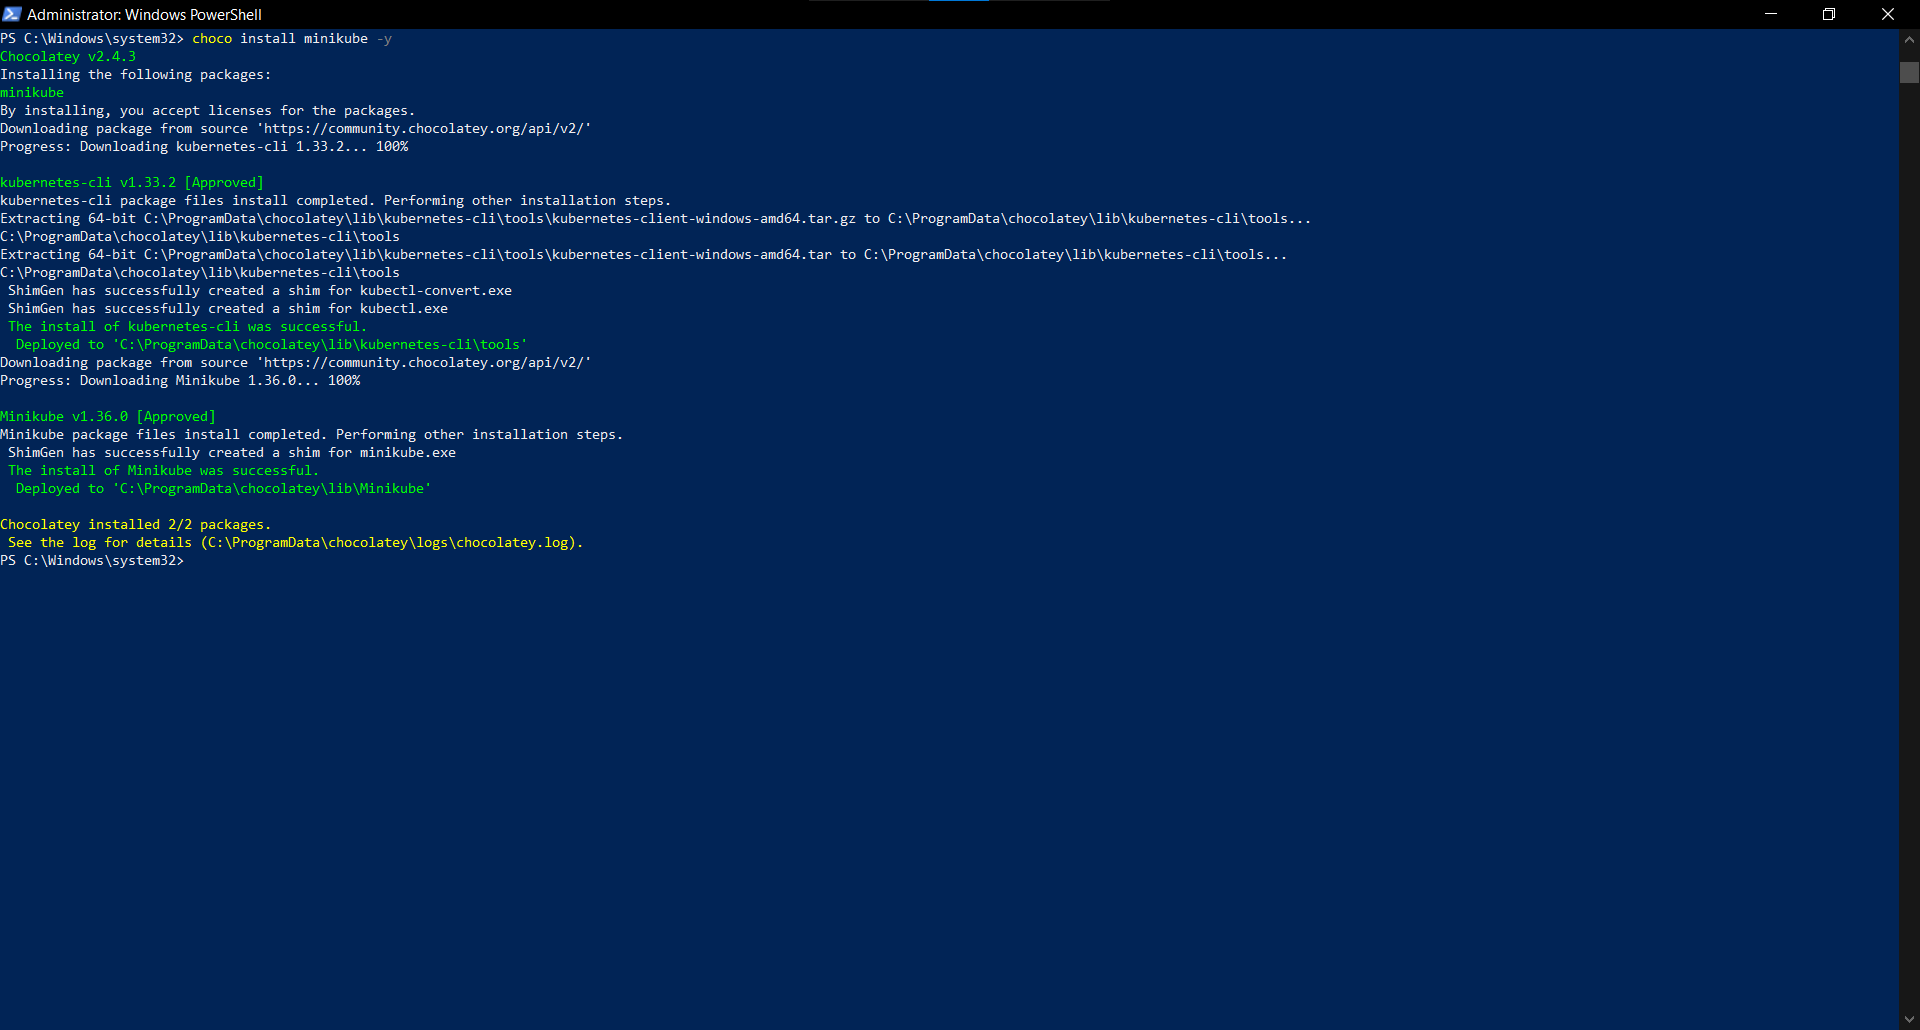 Administrator: Windows PowerShell
PS C:\Windows\system32> choco install minikube -y
Chocolatey v2.4.3
Installing the following packages:
minikube
By installing, you accept licenses for the packages.
Downloading package from source 'https://community.chocolatey.org/api/v2/'
Progress: Downloading kubernetes-cli 1.33.2... 100%
kubernetes-cli v1.33.2 [Approved]
kubernetes-cli package files install completed. Performing other installation steps.
Extracting 64-bit C:\ProgramData\chocolatey\lib\kubernetes-cli\tools\kubernetes-client-windows-amd64.tar.gz to C:\ProgramData\chocolatey\lib\kubernetes-cli\tools...
C:\ProgramData\chocolatey\lib\kubernetes-cli\tools
Extracting 64-bit C:\ProgramData\chocolatey\lib\kubernetes-cli\tools\kubernetes-client-windows-amd64.tar to C:\ProgramData\chocolatey\lib\kubernetes-cli\tools...
C:\ProgramData\chocolatey\lib\kubernetes-cli\tools
ShimGen has successfully created a shim for kubectl-convert.exe
ShimGen has successfully created a shim for kubectl.exe
The install of kubernetes-cli was successful.
Deployed to 'C:\ProgramData\chocolatey\lib\kubernetes-cli\tools'
Downloading package from source 'https://community.chocolatey.org/api/v2/'
Progress: Downloading Minikube 1.36.0... 100%
Minikube v1.36.0 [Approved]
Minikube package files install completed. Performing other installation steps.
ShimGen has successfully created a shim for minikube.exe
The install of Minikube was successful.
Deployed to 'C:\ProgramData\chocolatey\lib\Minikube'
Chocolatey installed 2/2 packages.
See the log for details (C:\ProgramData\chocolatey\logs\chocolatey.log).
PS C:\Windows\system32>